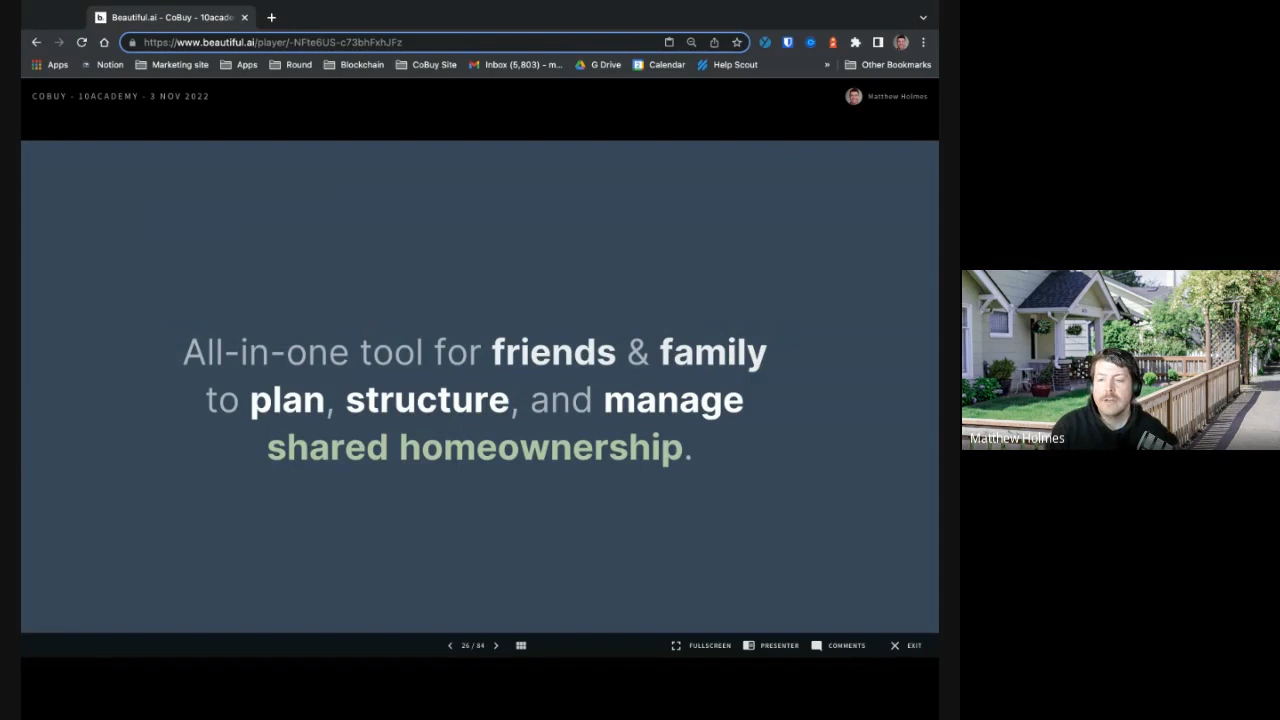 b. Beautiful.ai - CoBuy - 10acade
https://www.beautiful.ai/player/-NFte6US-c73bhFxhJFz
Apps Notion Marketing site Apps Round Blockchain CoBuy Site Inbox (5,803) – m... G Drive Calendar Help Scout » Other Bookmarks
COBUY - 10ACADEMY - 3 NOV 2022
Matthew Holmes
All-in-one tool for friends & family
to plan, structure, and manage
shared homeownership.
Matthew Holmes
26 / 84 FULLSCREEN PRESENTER COMMENTS EXIT